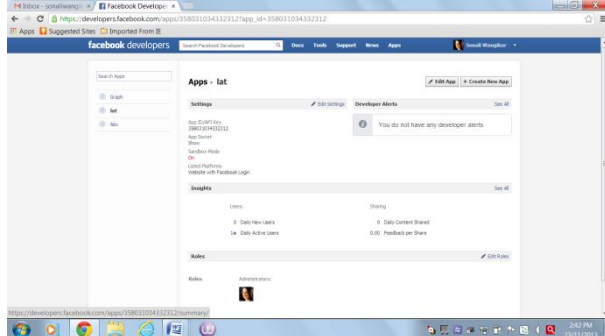 M Inbox - sonaliwangi
Facebook Develope
https://developers.facebook.com/apps/358031034332312?app_id=358031034332312
Apps Suggested Sites Imported From IE
facebook developers Search Facebook Developers Docs Tools Support News Apps Sonali Wangikar
Search Apps
Graph
lat
Abc
Apps › lat
Edit App + Create New App
Settings Edit Settings
App ID/API Key
358031034332312
App Secret
Show
Sandbox Mode
On
Listed Platforms
Website with Facebook Login
Developer Alerts See All
You do not have any developer alerts.
Insights See All
Users
0 Daily New Users
Daily Active Users
Sharing
0 Daily Content Shared
0.00 Feedback per Share
Roles Edit Roles
Roles Administrators
https://developers.facebook.com/apps/358031034332312/summary/
2:42 PM
23/11/2013